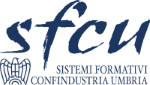 sfcu
SISTEMI FORMATIVI
CONFINDUSTRIA UMBRIA